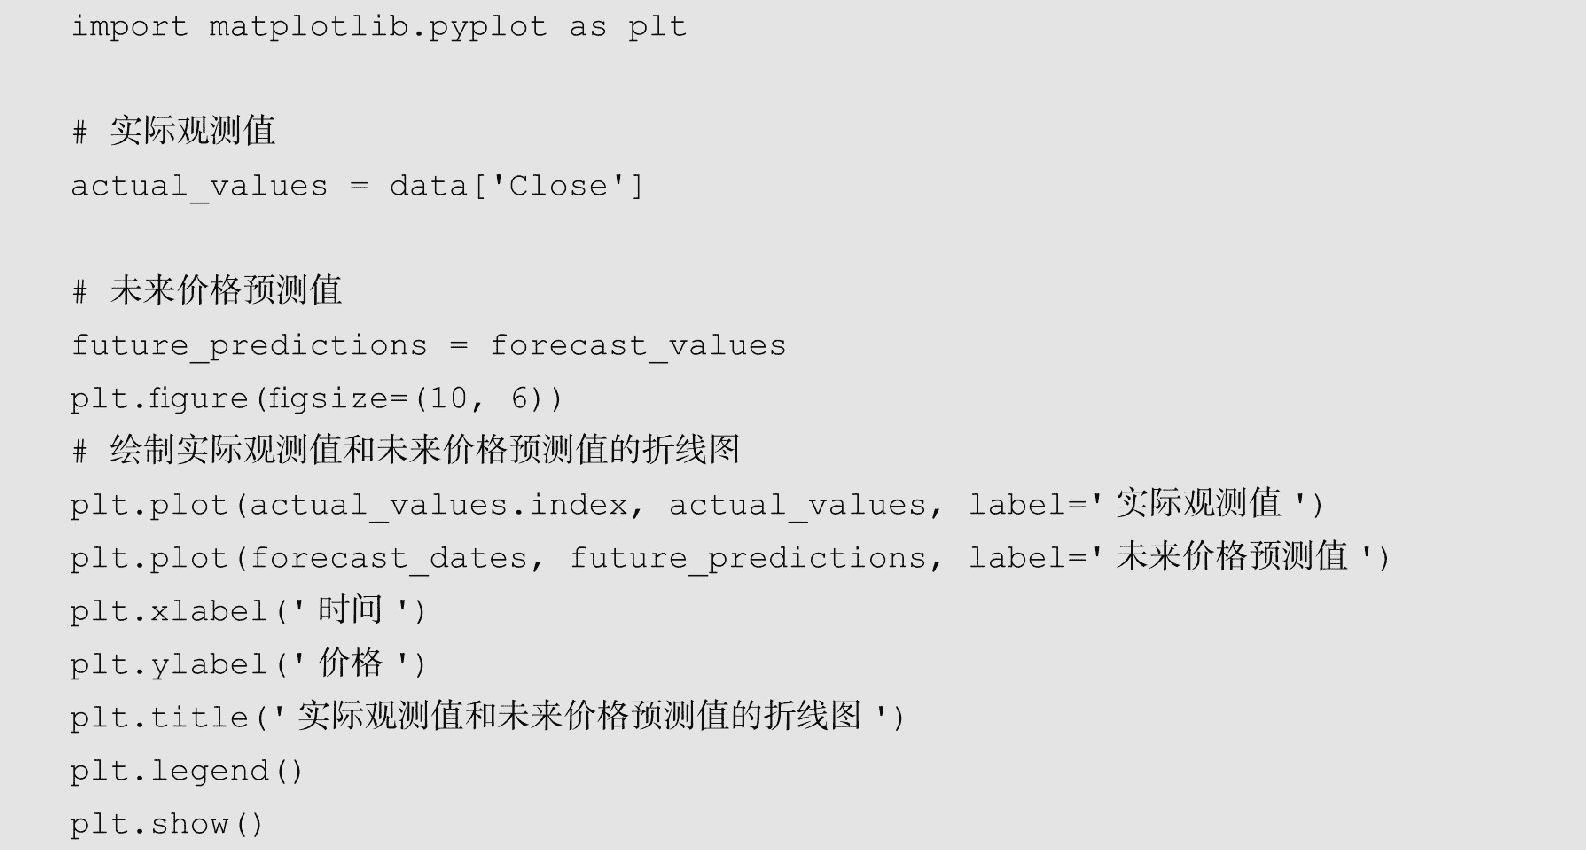 import matplotlib.pyplot as plt
# 实际观测值
actual_values = data['Close']
# 未来价格预测值
future_predictions = forecast_values
plt.figure(figsize=(10, 6))
# 绘制实际观测值和未来价格预测值的折线图
plt.plot(actual_values.index, actual_values, label='实际观测值')
plt.plot(forecast_dates, future_predictions, label='未来价格预测值')
plt.xlabel('时间')
plt.ylabel('价格')
plt.title('实际观测值和未来价格预测值的折线图')
plt.legend()
plt.show()